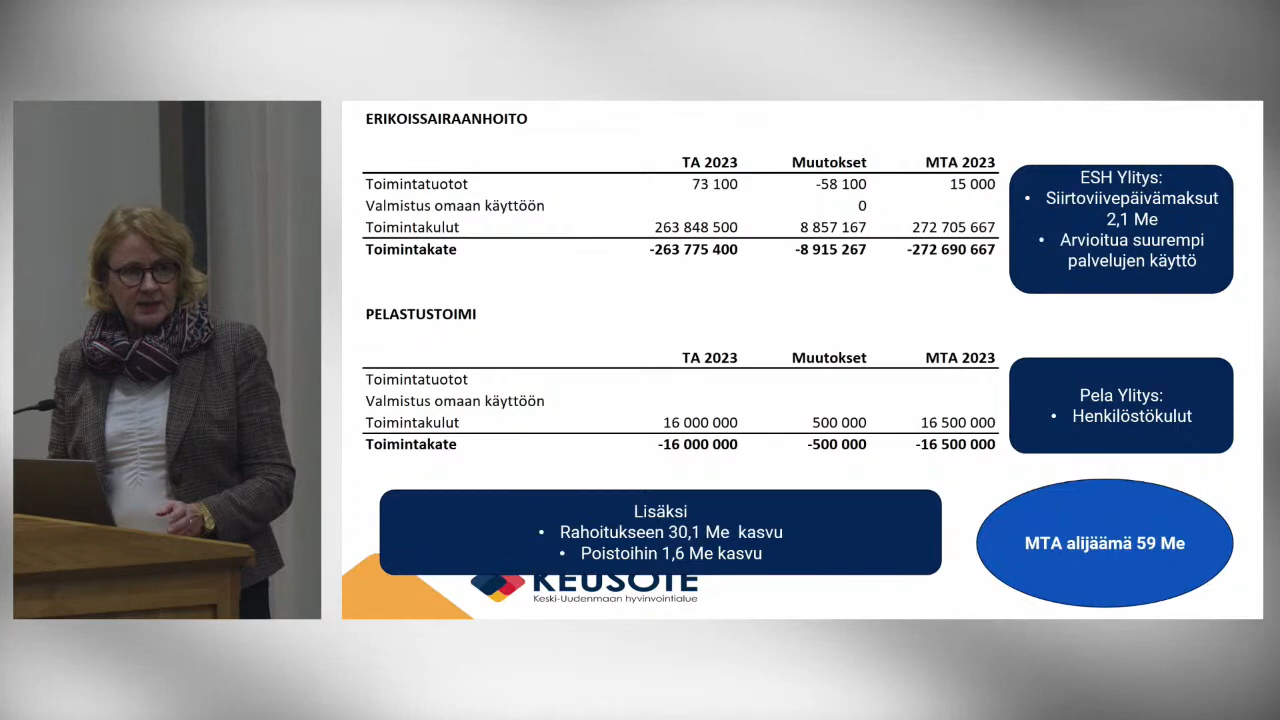 ERIKOISSAIRAANHOITO
TA 2023 Muutokset MTA 2023
Toimintatuotot 73 100 -58 100 15 000
Valmistus omaan käyttöön 0
Toimintakulut 263 848 500 8 857 167 272 705 667
Toimintakate -263 775 400 -8 915 267 -272 690 667
ESH Ylitys:
• Siirtoviivepäivämaksut
2,1 Me
• Arvioitua suurempi
palvelujen käyttö
PELASTUSTOIMI
TA 2023 Muutokset MTA 2023
Toimintatuotot
Valmistus omaan käyttöön
Toimintakulut 16 000 000 500 000 16 500 000
Toimintakate -16 000 000 -500 000 -16 500 000
Pela Ylitys:
• Henkilöstökulut
Lisäksi
• Rahoitukseen 30,1 Me kasvu
• Poistoihin 1,6 Me kasvu
MTA alijäämä 59 Me
KEUSOTE
Keski-Uudenmaan hyvinvointialue